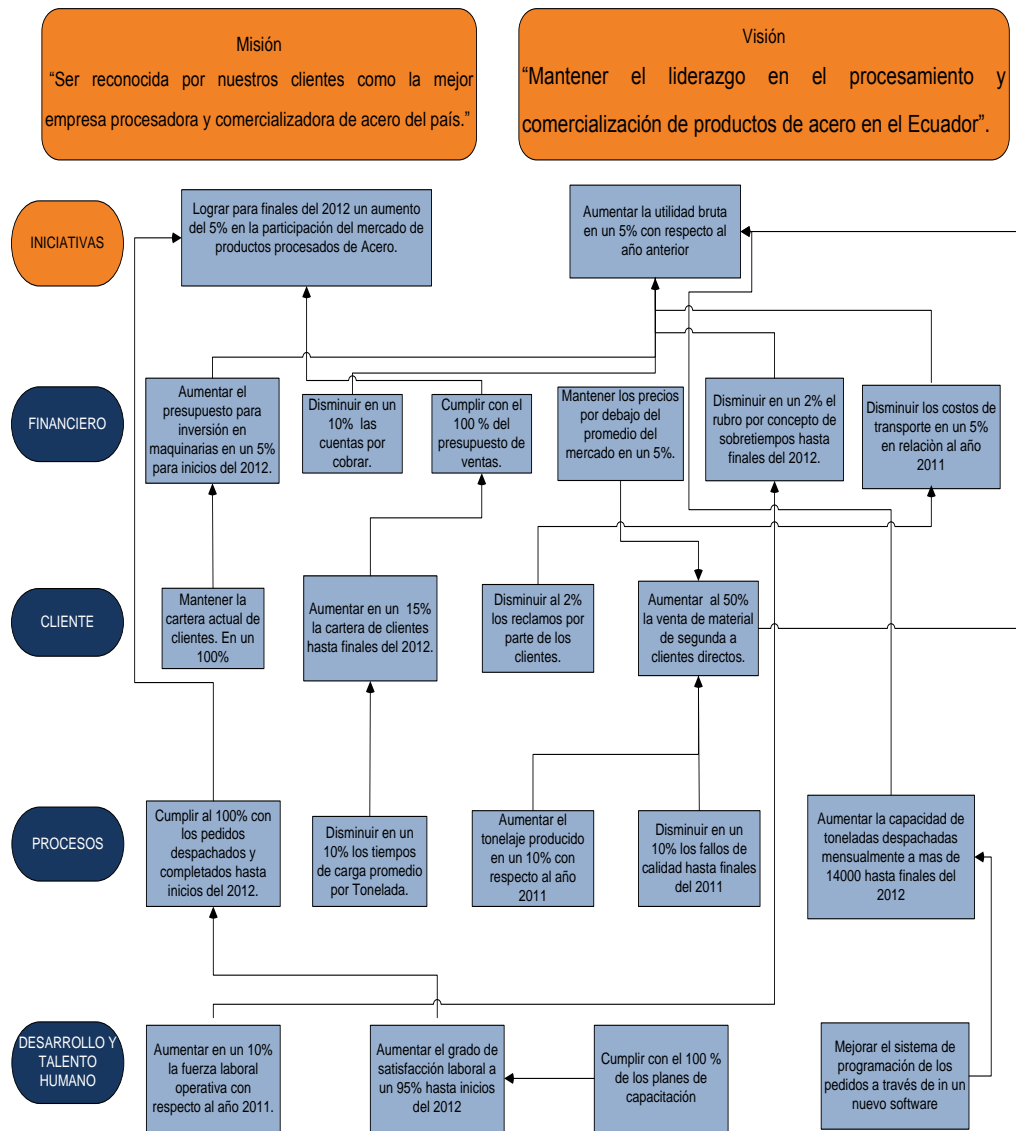 Misión
“Ser reconocida por nuestros clientes como la mejor
empresa procesadora y comercializadora de acero del país.”
Visión
“Mantener el liderazgo en el procesamiento y
comercialización de productos de acero en el Ecuador”.
INICIATIVAS
Lograr para finales del 2012 un aumento
del 5% en la participación del mercado de
productos procesados de Acero.
Aumentar la utilidad bruta
en un 5% con respecto al
año anterior
FINANCIERO
Aumentar el
presupuesto para
inversión en
maquinarias en un 5%
para inicios del 2012.
Disminuir en un
10% las
cuentas por
cobrar.
Cumplir con el
100 % del
presupuesto de
ventas.
Mantener los precios
por debajo del
promedio del
mercado en un 5%.
Disminuir en un 2% el
rubro por concepto de
sobretiempos hasta
finales del 2012.
Disminuir los costos de
transporte en un 5%
en relaciòn al año
2011
CLIENTE
Mantener la
cartera actual de
clientes. En un
100%
Aumentar en un 15%
la cartera de clientes
hasta finales del 2012.
Disminuir al 2%
los reclamos por
parte de los
clientes.
Aumentar al 50%
la venta de material
de segunda a
clientes directos.
PROCESOS
Cumplir al 100% con
los pedidos
despachados y
completados hasta
inicios del 2012.
Disminuir en un
10% los tiempos
de carga promedio
por Tonelada.
Aumentar el
tonelaje producido
en un 10% con
respecto al año
2011
Disminuir en un
10% los fallos de
calidad hasta finales
del 2011
Aumentar la capacidad de
toneladas despachadas
mensualmente a mas de
14000 hasta finales del
2012
DESARROLLO Y
TALENTO
HUMANO
Aumentar en un 10%
la fuerza laboral
operativa con
respecto al año 2011.
Aumentar el grado de
satisfacción laboral a
un 95% hasta inicios
del 2012
Cumplir con el 100 %
de los planes de
capacitación
Mejorar el sistema de
programación de los
pedidos a través de in un
nuevo software